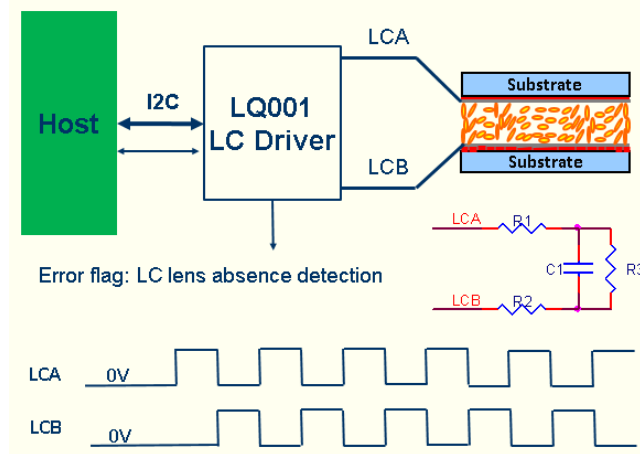 LCA
Substrate
I2C
Host
LQ001
LC Driver
LCB
Substrate
LCA
R1
C1
R3
LCB
R2
Error flag: LC lens absence detection
LCA
0V
LCB
0V